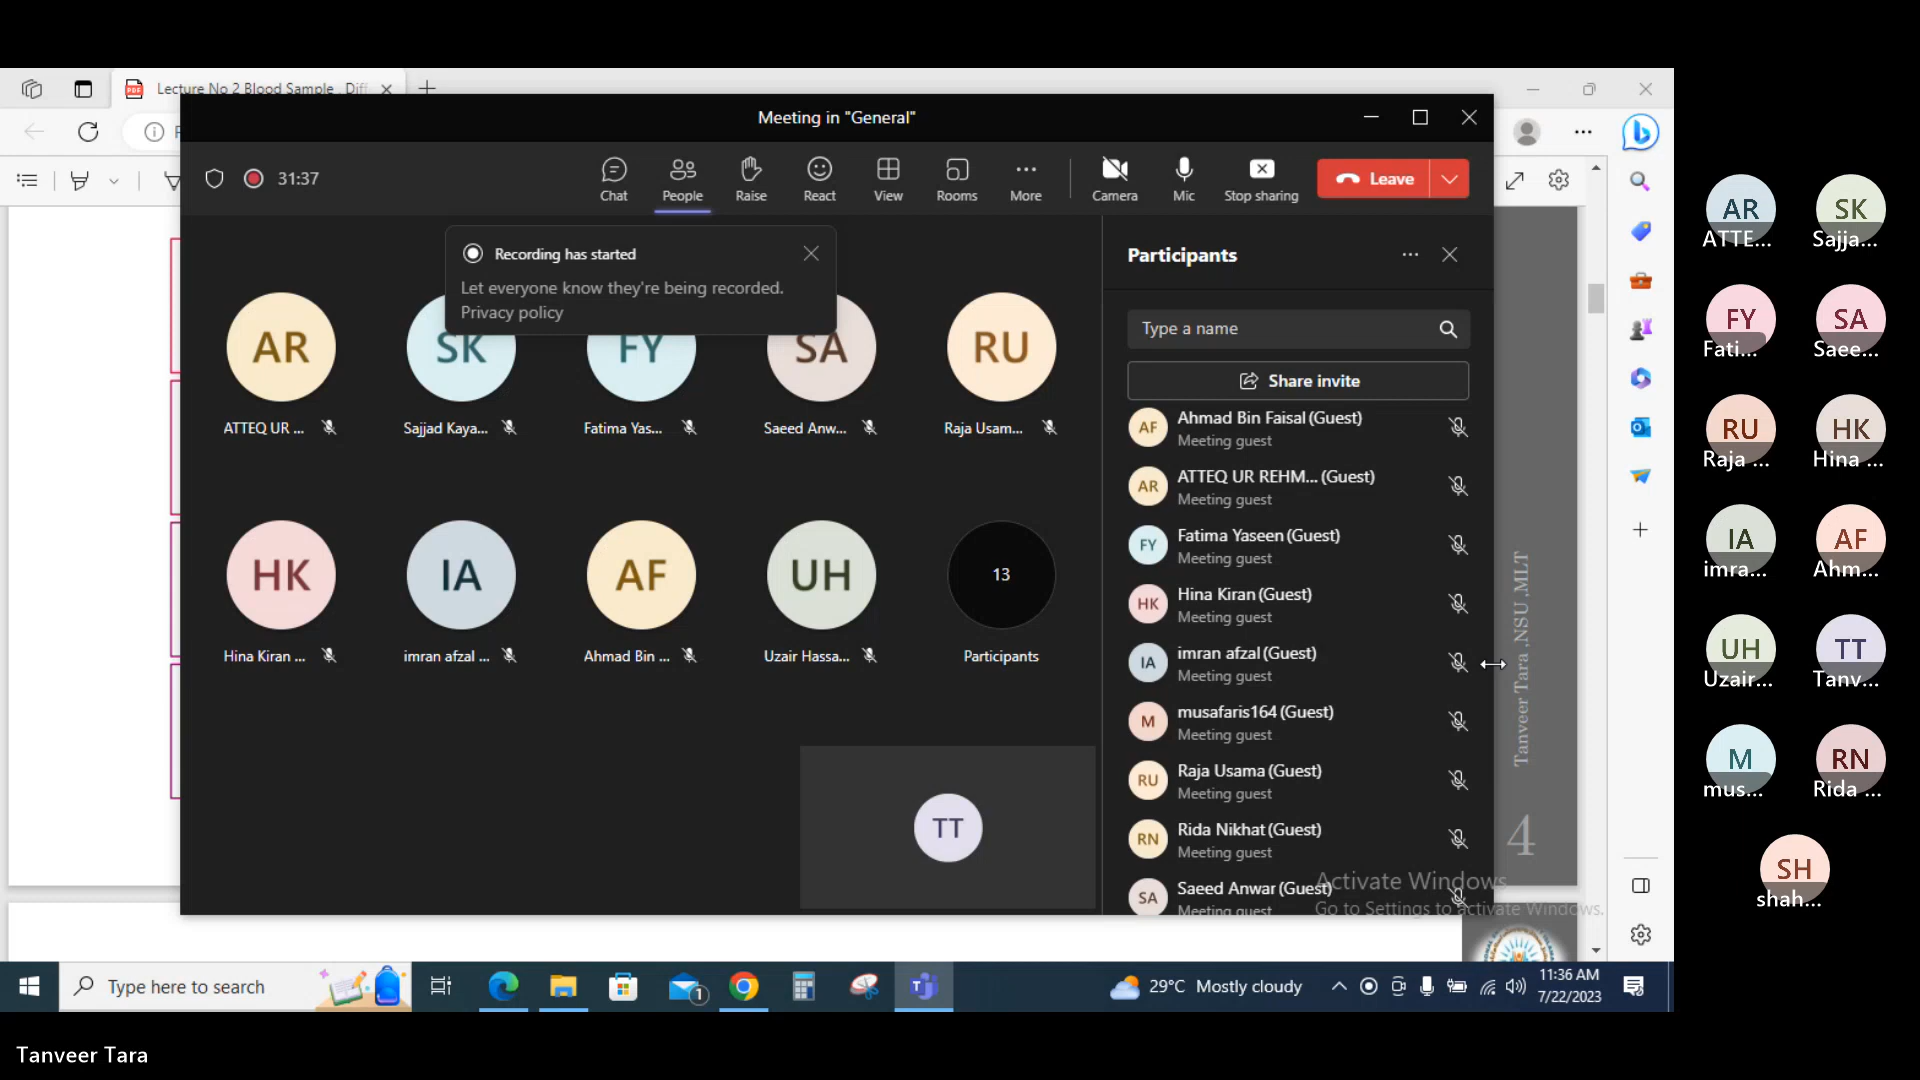 Lecture No 2 Blood Sample , Diff
Meeting in "General"
31:37
Chat
People
Raise
React
View
Rooms
More
Camera
Mic
Stop sharing
Leave
Recording has started
Let everyone know they're being recorded.
Privacy policy
AR
SK
FY
SA
RU
ATTEQ UR ...
Sajjad Kaya...
Fatima Yas...
Saeed Anw...
Raja Usam...
HK
IA
AF
UH
13
Hina Kiran ...
imran afzal ...
Ahmad Bin ...
Uzair Hassa...
Participants
TT
Participants
Type a name
Share invite
AF
Ahmad Bin Faisal (Guest)
Meeting guest
AR
ATTEQ UR REHM... (Guest)
Meeting guest
FY
Fatima Yaseen (Guest)
Meeting guest
HK
Hina Kiran (Guest)
Meeting guest
IA
imran afzal (Guest)
Meeting guest
M
musafaris164 (Guest)
Meeting guest
RU
Raja Usama (Guest)
Meeting guest
RN
Rida Nikhat (Guest)
Meeting guest
SA
Saeed Anwar (Guest)
Meeting guest
Activate Windows
Go to Settings to activate Windows.
Tanveer Tara ,NSU ,MLT
4
AR
ATTE...
SK
Sajja...
FY
Fati...
SA
Saee...
RU
Raja ...
HK
Hina ...
IA
imra...
AF
Ahm...
UH
Uzair...
TT
Tanv...
M
mus...
RN
Rida ...
SH
shah...
Type here to search
1
29°C Mostly cloudy
11:36 AM
7/22/2023
Tanveer Tara